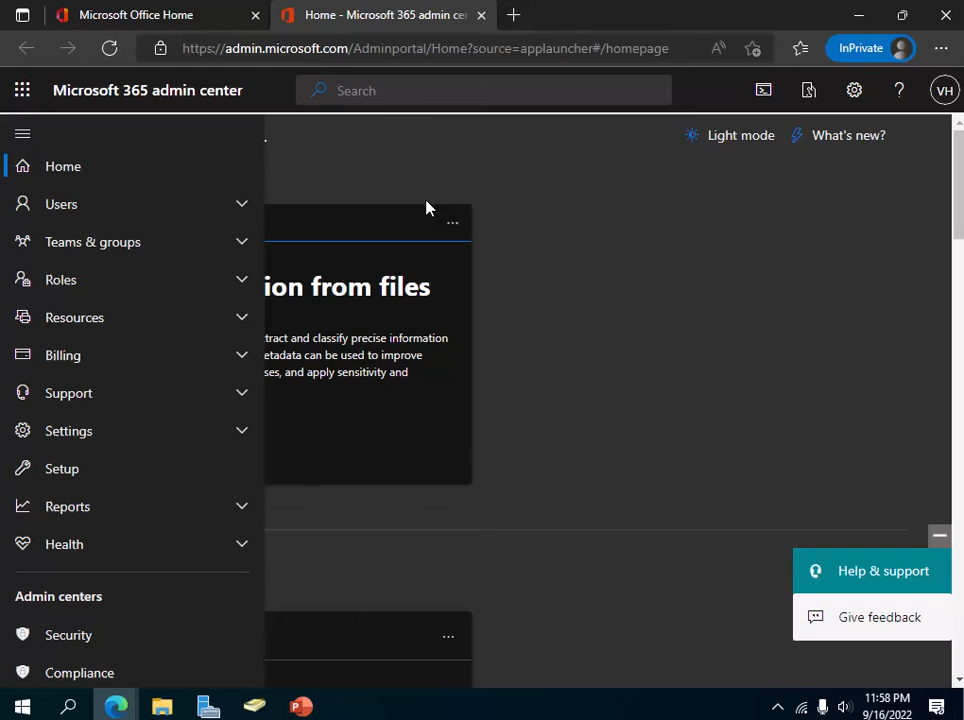 Microsoft Office Home
Home - Microsoft 365 admin cer
https://admin.microsoft.com/Adminportal/Home?source=applauncher#/homepage
InPrivate
Microsoft 365 admin center
Search
VH
Light mode
What's new?
Home
Users
Teams & groups
Roles
Resources
Billing
Support
Settings
Setup
Reports
Health
Admin centers
Security
Compliance
ion from files
tract and classify precise information
etadata can be used to improve
ses, and apply sensitivity and
Help & support
Give feedback
11:58 PM
9/16/2022